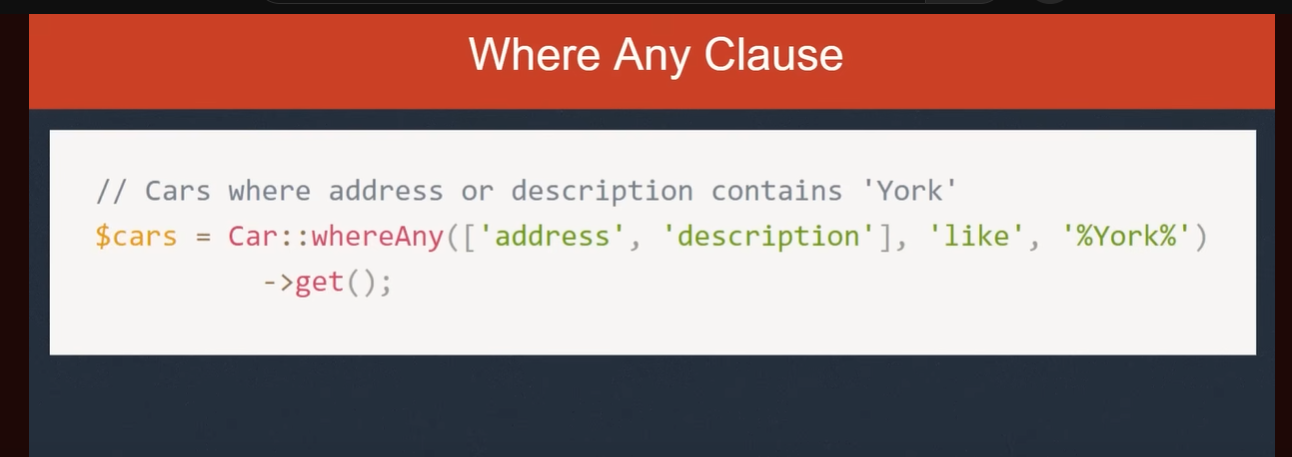 Where Any Clause
// Cars where address or description contains 'York'
$cars = Car::whereAny(['address', 'description'], 'like', '%York%')
->get();